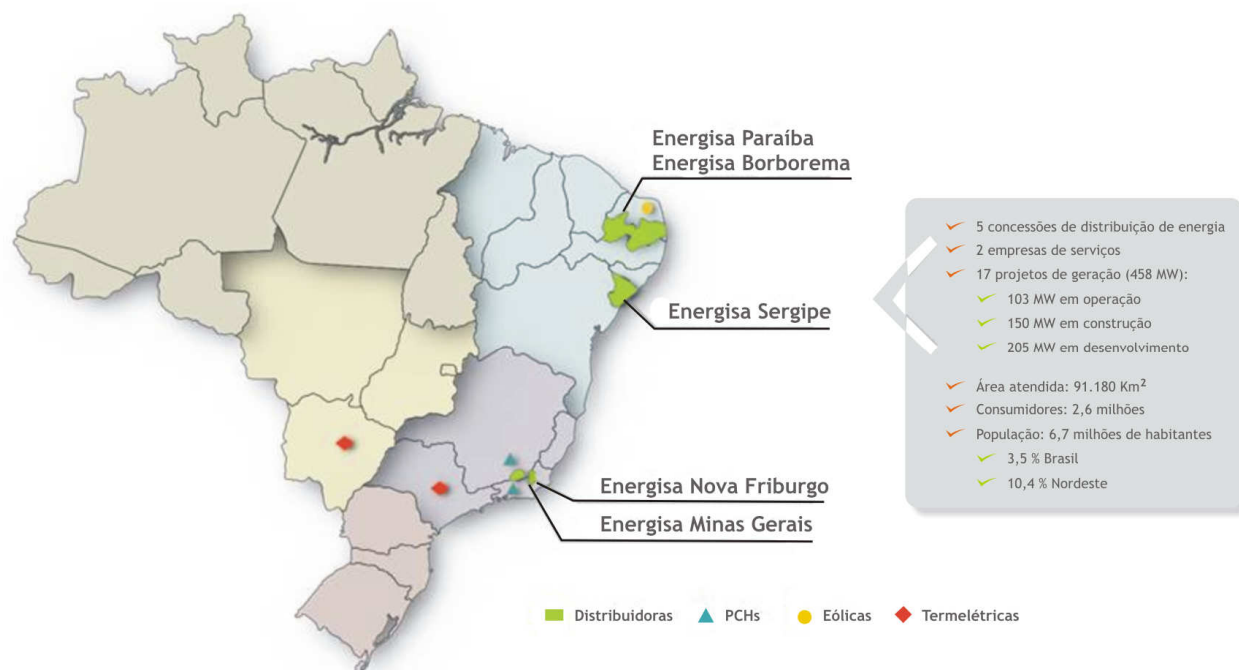 Energisa Paraíba
Energisa Borborema
Energisa Sergipe
Energisa Nova Friburgo
Energisa Minas Gerais
5 concessões de distribuição de energia
2 empresas de serviços
17 projetos de geração (458 MW):
103 MW em operação
150 MW em construção
205 MW em desenvolvimento
Área atendida: 91.180 Km²
Consumidores: 2,6 milhões
População: 6,7 milhões de habitantes
3,5 % Brasil
10,4 % Nordeste
Distribuidoras
PCHs
Eólicas
Termelétricas